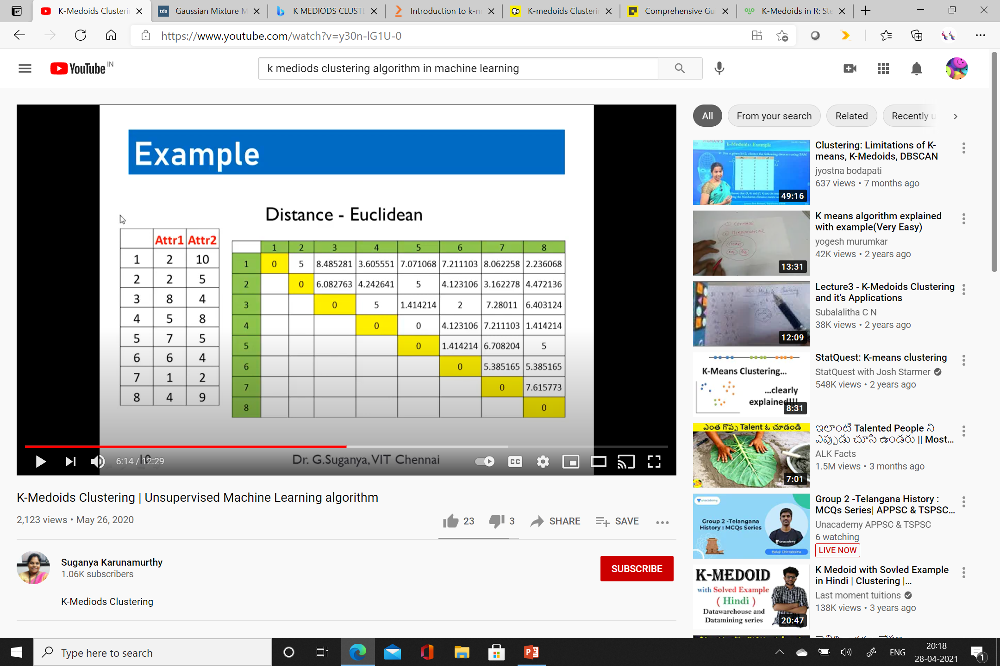 K-Medoids Clusteri
tds Gaussian Mixture M
K MEDIODS CLUSTE
Introduction to k-m
K-medoids Clusteri
Comprehensive Gui
OLO K-Medoids in R: Ste
https://www.youtube.com/watch?v=y30n-lG1U-0
YouTube IN
k mediods clustering algorithm in machine learning
Example
Distance - Euclidean
Attr1 Attr2
1 2 10
2 2 5
3 8 4
4 5 8
5 7 5
6 6 4
7 1 2
8 4 9
1 2 3 4 5 6 7 8
1 0 5 8.485281 3.605551 7.071068 7.211103 8.062258 2.236068
2 0 6.082763 4.242641 5 4.123106 3.162278 4.472136
3 0 5 1.414214 2 7.28011 6.403124
4 0 0 4.123106 7.211103 1.414214
5 0 1.414214 6.708204 5
6 0 5.385165 5.385165
7 0 7.615773
8 0
6:14 / 12:29
10
Dr. G.Suganya, VIT Chennai
CC
K-Medoids Clustering | Unsupervised Machine Learning algorithm
2,123 views • May 26, 2020
23
3
SHARE
SAVE
Suganya Karunamurthy
1.06K subscribers
SUBSCRIBE
K-Mediods Clustering
All
From your search
Related
Recently u
VIGNAN'S
k-Medoids: Example
49:16
Clustering: Limitations of K-
means, K-Medoids, DBSCAN
jyostna bodapati
637 views • 7 months ago
13:31
K means algorithm explained
with example(Very Easy)
yogesh murumkar
42K views • 2 years ago
12:09
Lecture3 - K-Medoids Clustering
and it's Applications
Subalalitha C N
38K views • 2 years ago
K-Means Clustering...
...clearly
explained!!!
8:31
StatQuest: K-means clustering
StatQuest with Josh Starmer
548K views • 2 years ago
ఎంత గొప్ప Talent ఓ చూడండి
7:01
ఇలాంటి Talented People ని
ఎప్పుడు చూసి ఉండరు || Most...
ALK Facts
1.5M views • 3 months ago
unacademy
Group 2 -Telangana
History : MCQs Series
unacademy
Group 2 -Telangana History :
MCQs Series| APPSC & TSPSC...
Unacademy APPSC & TSPSC
6 watching
LIVE NOW
K-MEDOID
with Solved Example
( Hindi )
Datawarehouse and
Datamining series
20:47
K Medoid with Sovled Example
in Hindi | Clustering |...
Last moment tuitions
138K views • 3 years ago
Type here to search
ENG
20:18
28-04-2021
1